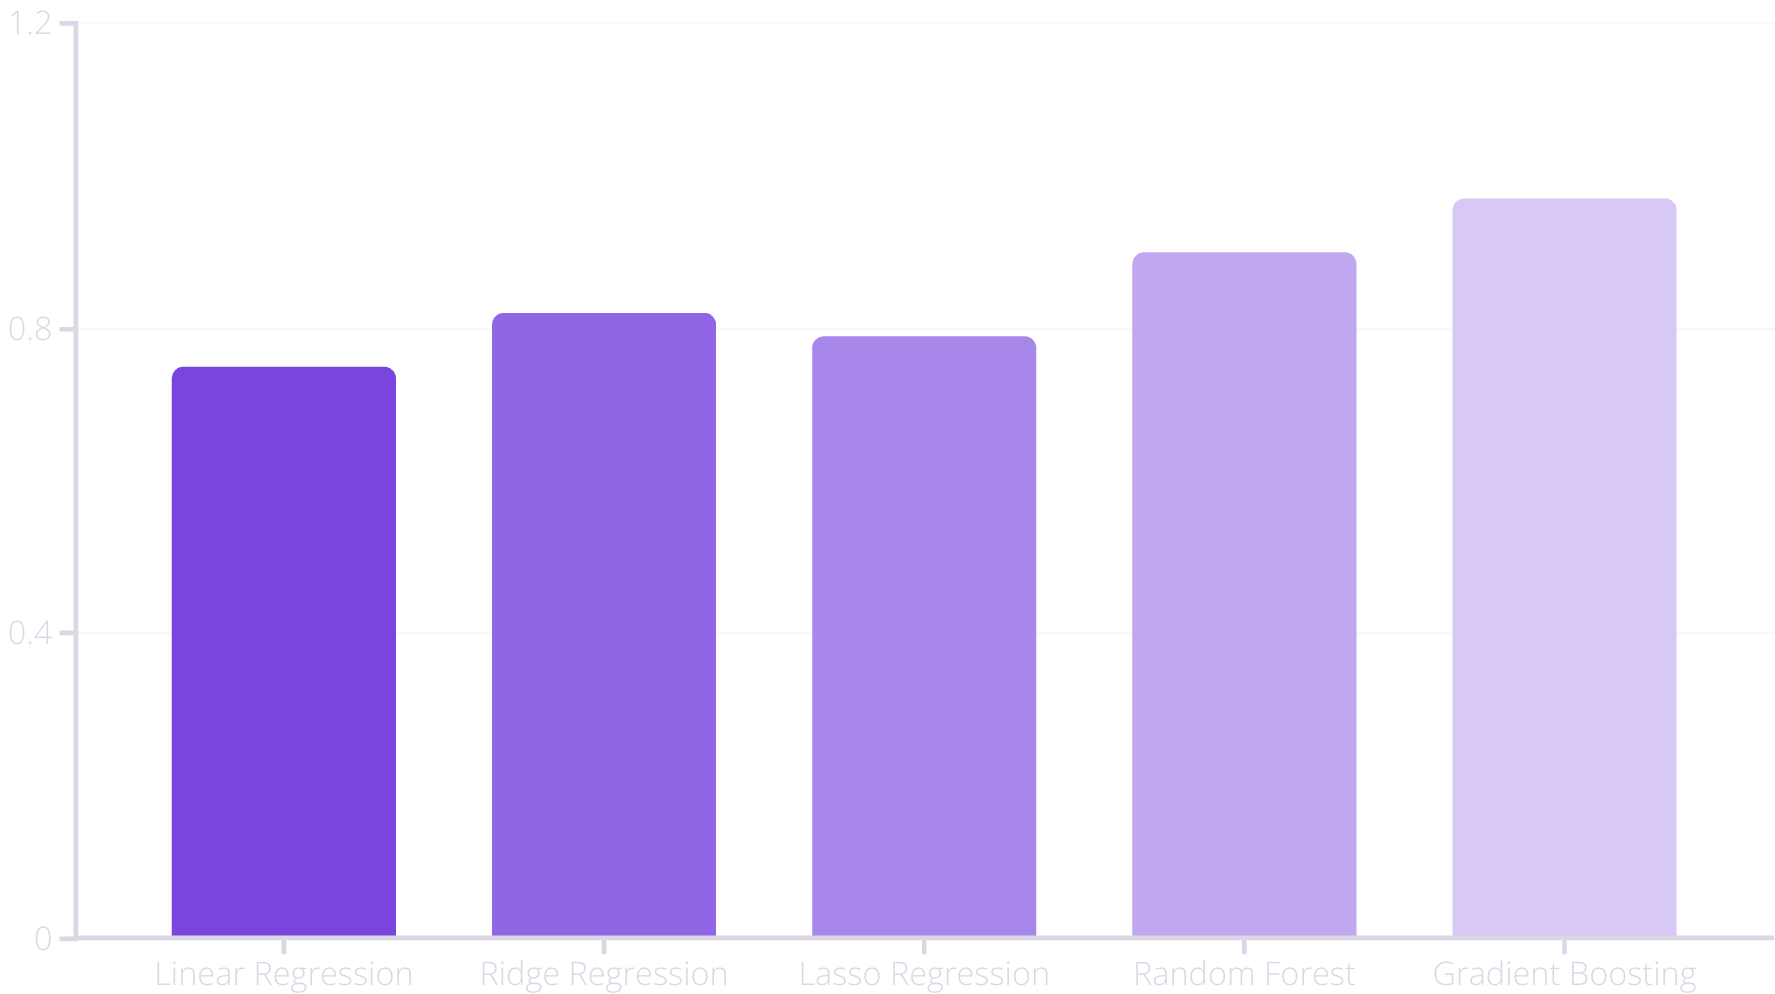 1.2
0.8
0.4
0
Linear Regression
Ridge Regression
Lasso Regression
Random Forest
Gradient Boosting